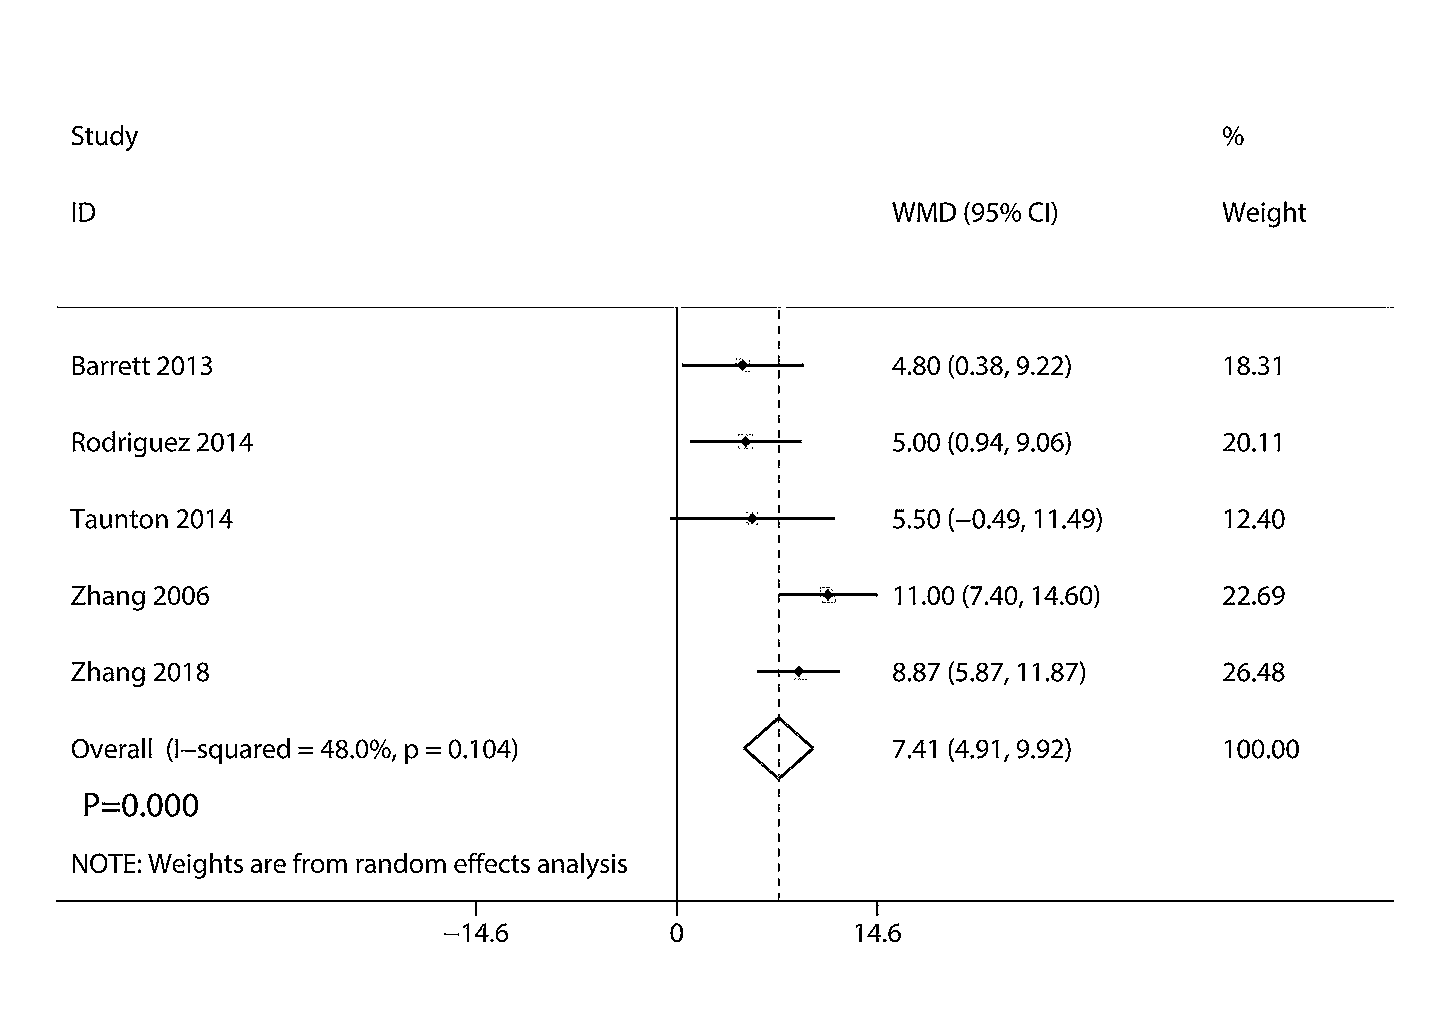 Study %
ID WMD (95% CI) Weight
Barrett 2013 4.80 (0.38, 9.22) 18.31
Rodriguez 2014 5.00 (0.94, 9.06) 20.11
Taunton 2014 5.50 (−0.49, 11.49) 12.40
Zhang 2006 11.00 (7.40, 14.60) 22.69
Zhang 2018 8.87 (5.87, 11.87) 26.48
Overall (I−squared = 48.0%, p = 0.104) 7.41 (4.91, 9.92) 100.00
P=0.000
NOTE: Weights are from random effects analysis
−14.6 0 14.6